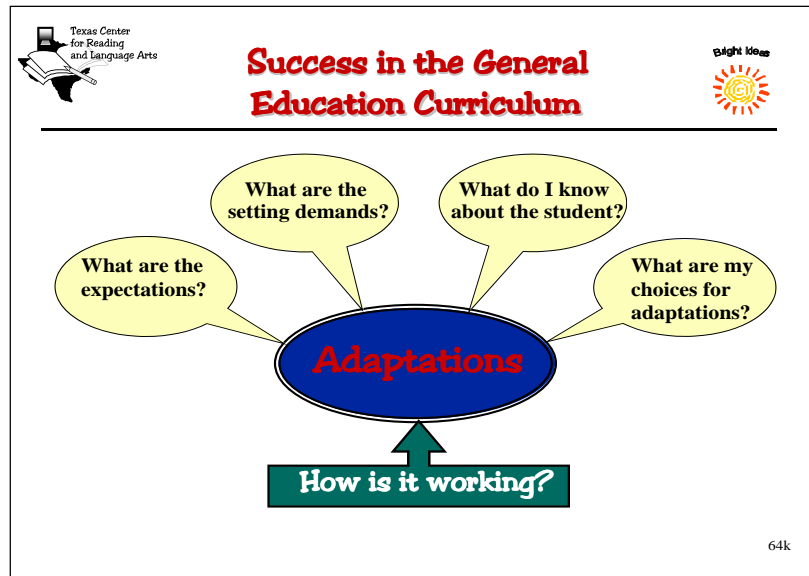 Texas Center
for Reading
and Language Arts
Success in the General
Education Curriculum
Bright Ideas
What are the
setting demands?
What do I know
about the student?
What are the
expectations?
What are my
choices for
adaptations?
Adaptations
How is it working?
64k